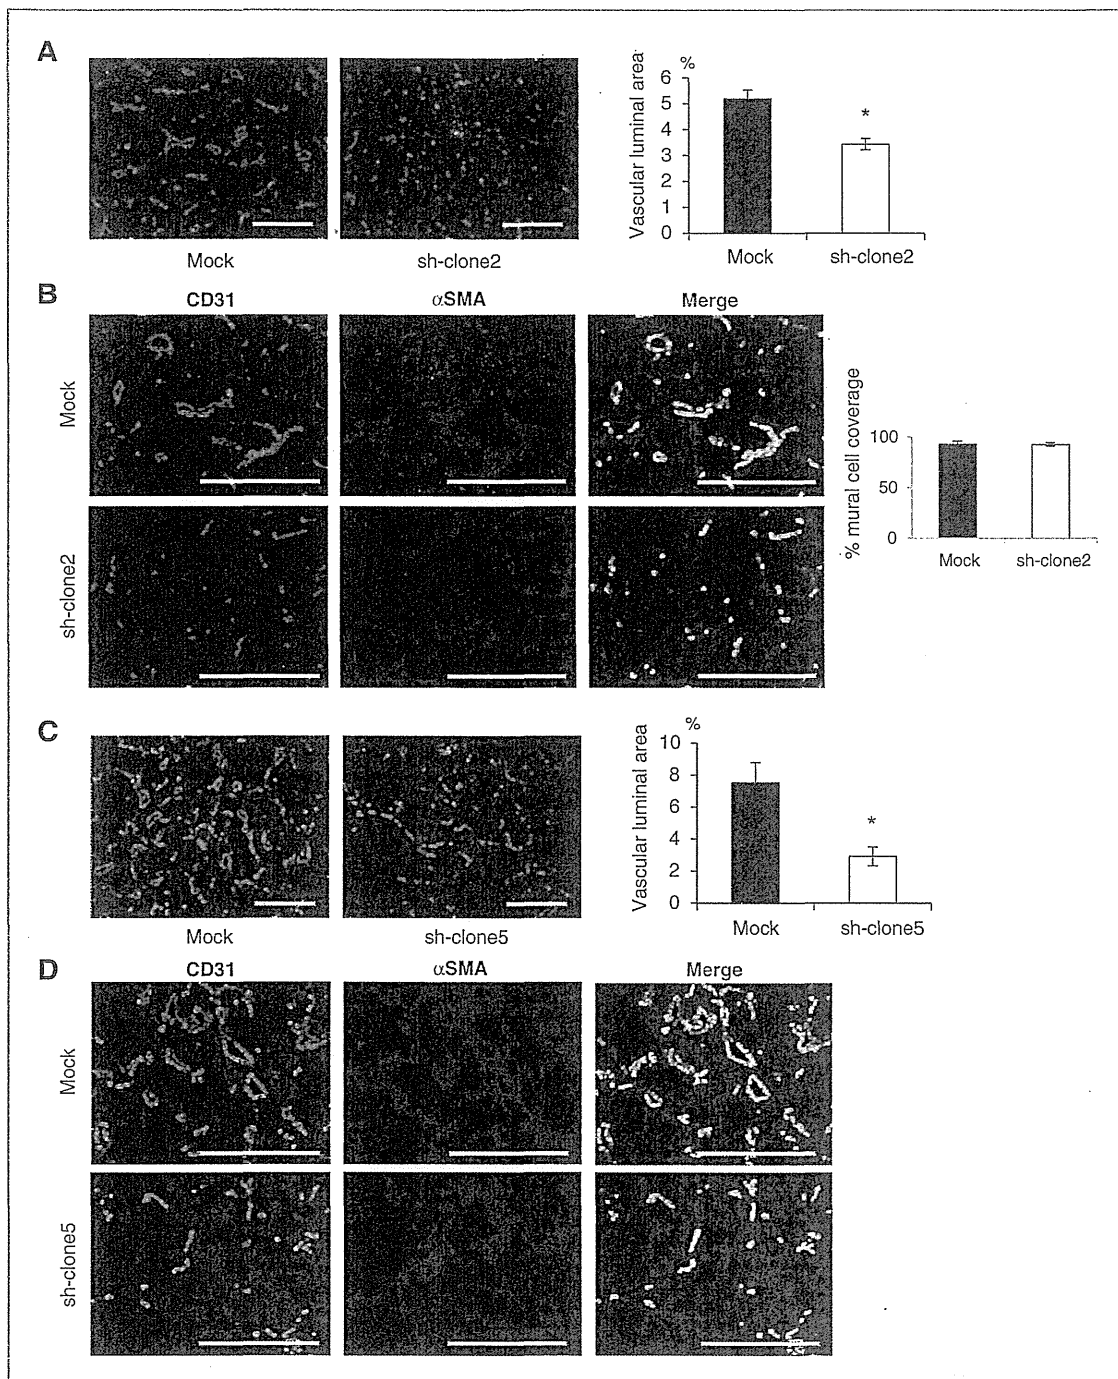 A
%
Vascular luminal area
6
5
4
3
2
1
0
*
Mock
sh-clone2
Mock
sh-clone2
B
CD31
αSMA
Merge
Mock
sh-clone2
% mural cell coverage
100
50
0
Mock
sh-clone2
C
%
Vascular luminal area
10
8
6
4
2
0
*
Mock
sh-clone5
Mock
sh-clone5
D
CD31
αSMA
Merge
Mock
sh-clone5